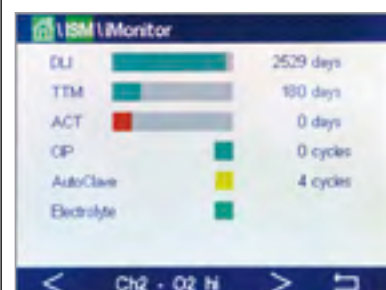 \ISM\iMonitor
DLI 2529 days
TTM 180 days
ACT 0 days
CIP 0 cycles
AutoClave 4 cycles
Electrolyte
< Ch2 - O2 hi >